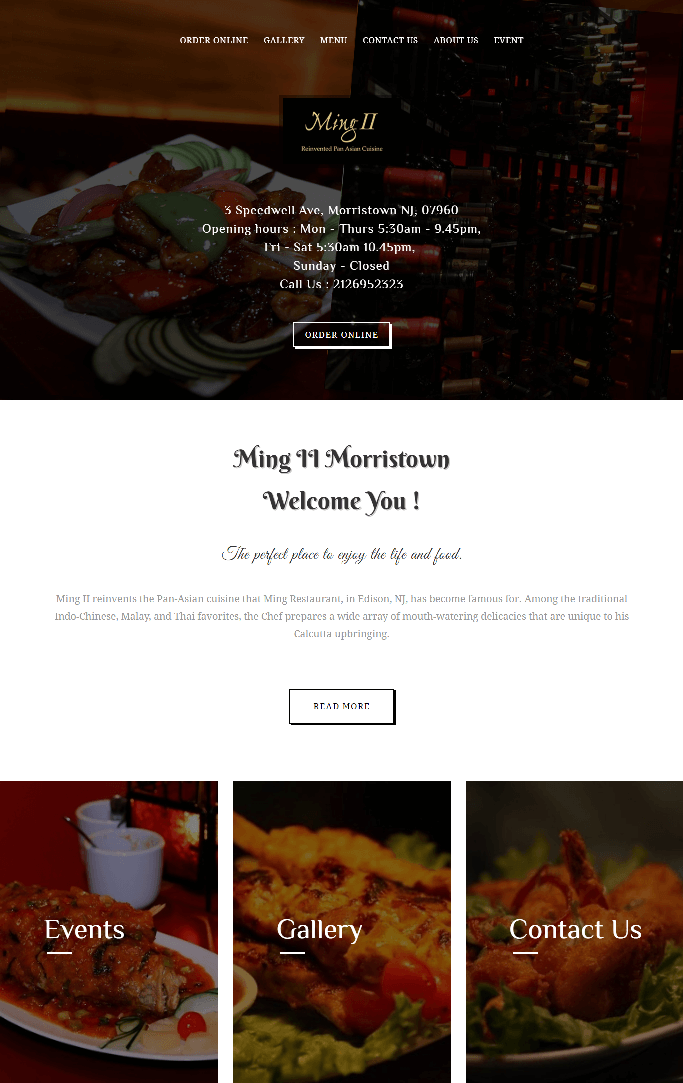 ORDER ONLINE GALLERY MENU CONTACT US ABOUT US EVENT
Ming II
Reinvented Pan Asian Cuisine
3 Speedwell Ave, Morristown NJ, 07960
Opening hours : Mon - Thurs 5:30am - 9.45pm,
Fri - Sat 5:30am 10.45pm,
Sunday - Closed
Call Us : 2126952323
ORDER ONLINE
Ming II Morristown
Welcome You !
The perfect place to enjoy the life and food.
Ming II reinvents the Pan-Asian cuisine that Ming Restaurant, in Edison, NJ, has become famous for. Among the traditional
Indo-Chinese, Malay, and Thai favorites, the Chef prepares a wide array of mouth-watering delicacies that are unique to his
Calcutta upbringing.
READ MORE
Events
Gallery
Contact Us